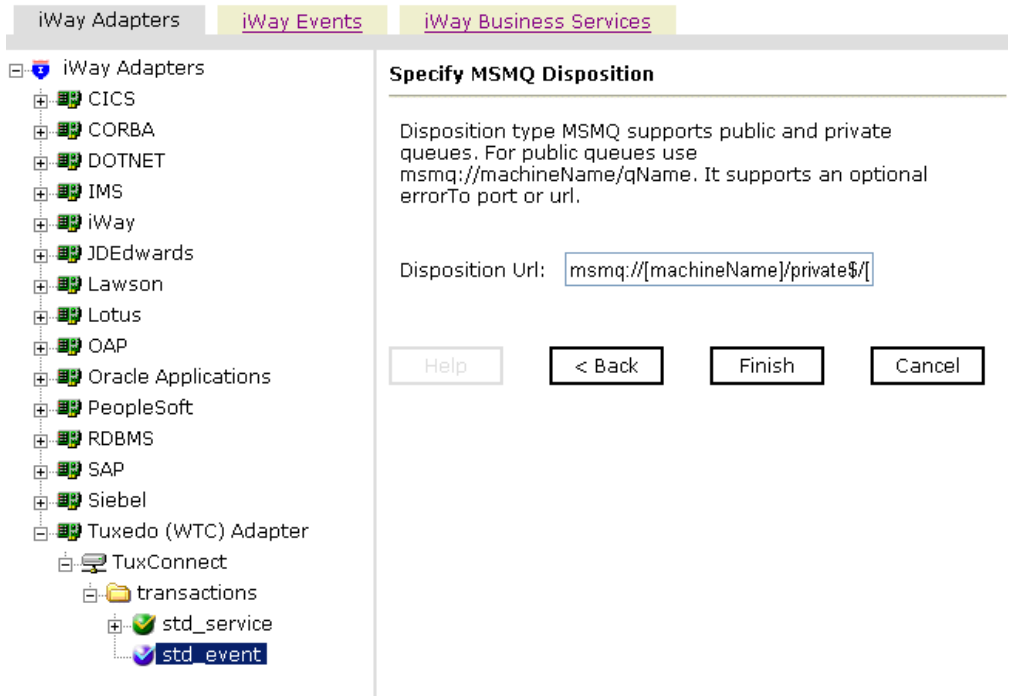 iWay Adapters
iWay Events
iWay Business Services
iWay Adapters
CICS
CORBA
DOTNET
IMS
iWay
JDEdwards
Lawson
Lotus
OAP
Oracle Applications
PeopleSoft
RDBMS
SAP
Siebel
Tuxedo (WTC) Adapter
TuxConnect
transactions
std_service
std_event
Specify MSMQ Disposition
Disposition type MSMQ supports public and private
queues. For public queues use
msmq://machineName/qName. It supports an optional
errorTo port or url.
Disposition Url: msmq://[machineName]/private$/[
Help
< Back
Finish
Cancel